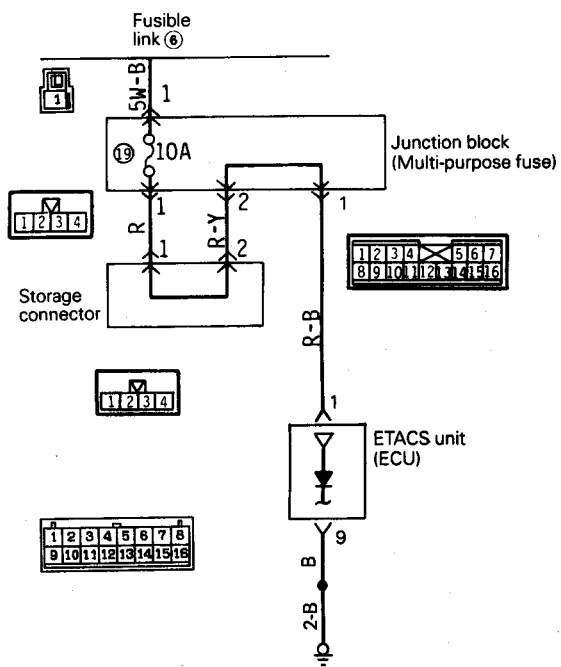 Fusible
link ⑥
5W-B
1
1
⑲ 10A
Junction block
(Multi-purpose fuse)
1
2
1
1 2 3 4
R
R-Y
1
2
1 2 3 4 5 6 7
8 9 10 11 12 13 14 15 16
Storage
connector
R-B
1 2 3 4
1
ETACS unit
(ECU)
1 2 3 4 5 6 7 8
9 10 11 12 13 14 15 16
9
B
2-B